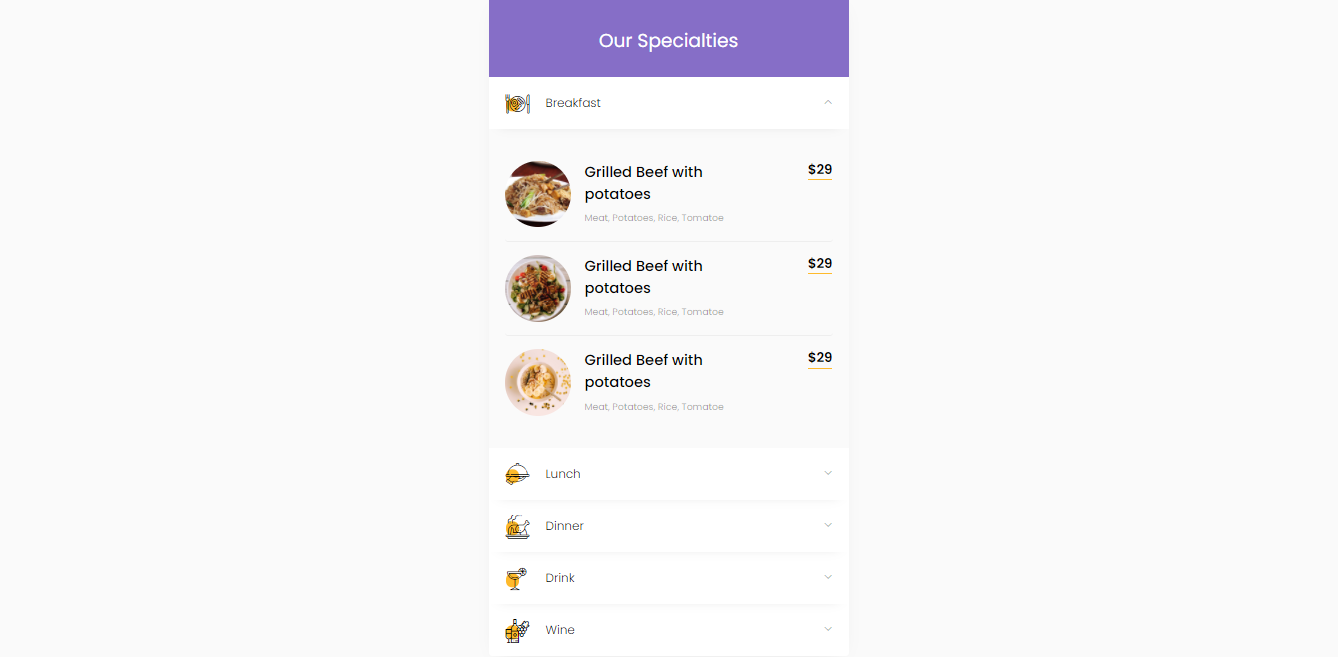 Our Specialties
Breakfast
Grilled Beef with
potatoes
$29
Meat, Potatoes, Rice, Tomatoe
Grilled Beef with
potatoes
$29
Meat, Potatoes, Rice, Tomatoe
Grilled Beef with
potatoes
$29
Meat, Potatoes, Rice, Tomatoe
Lunch
Dinner
Drink
Wine